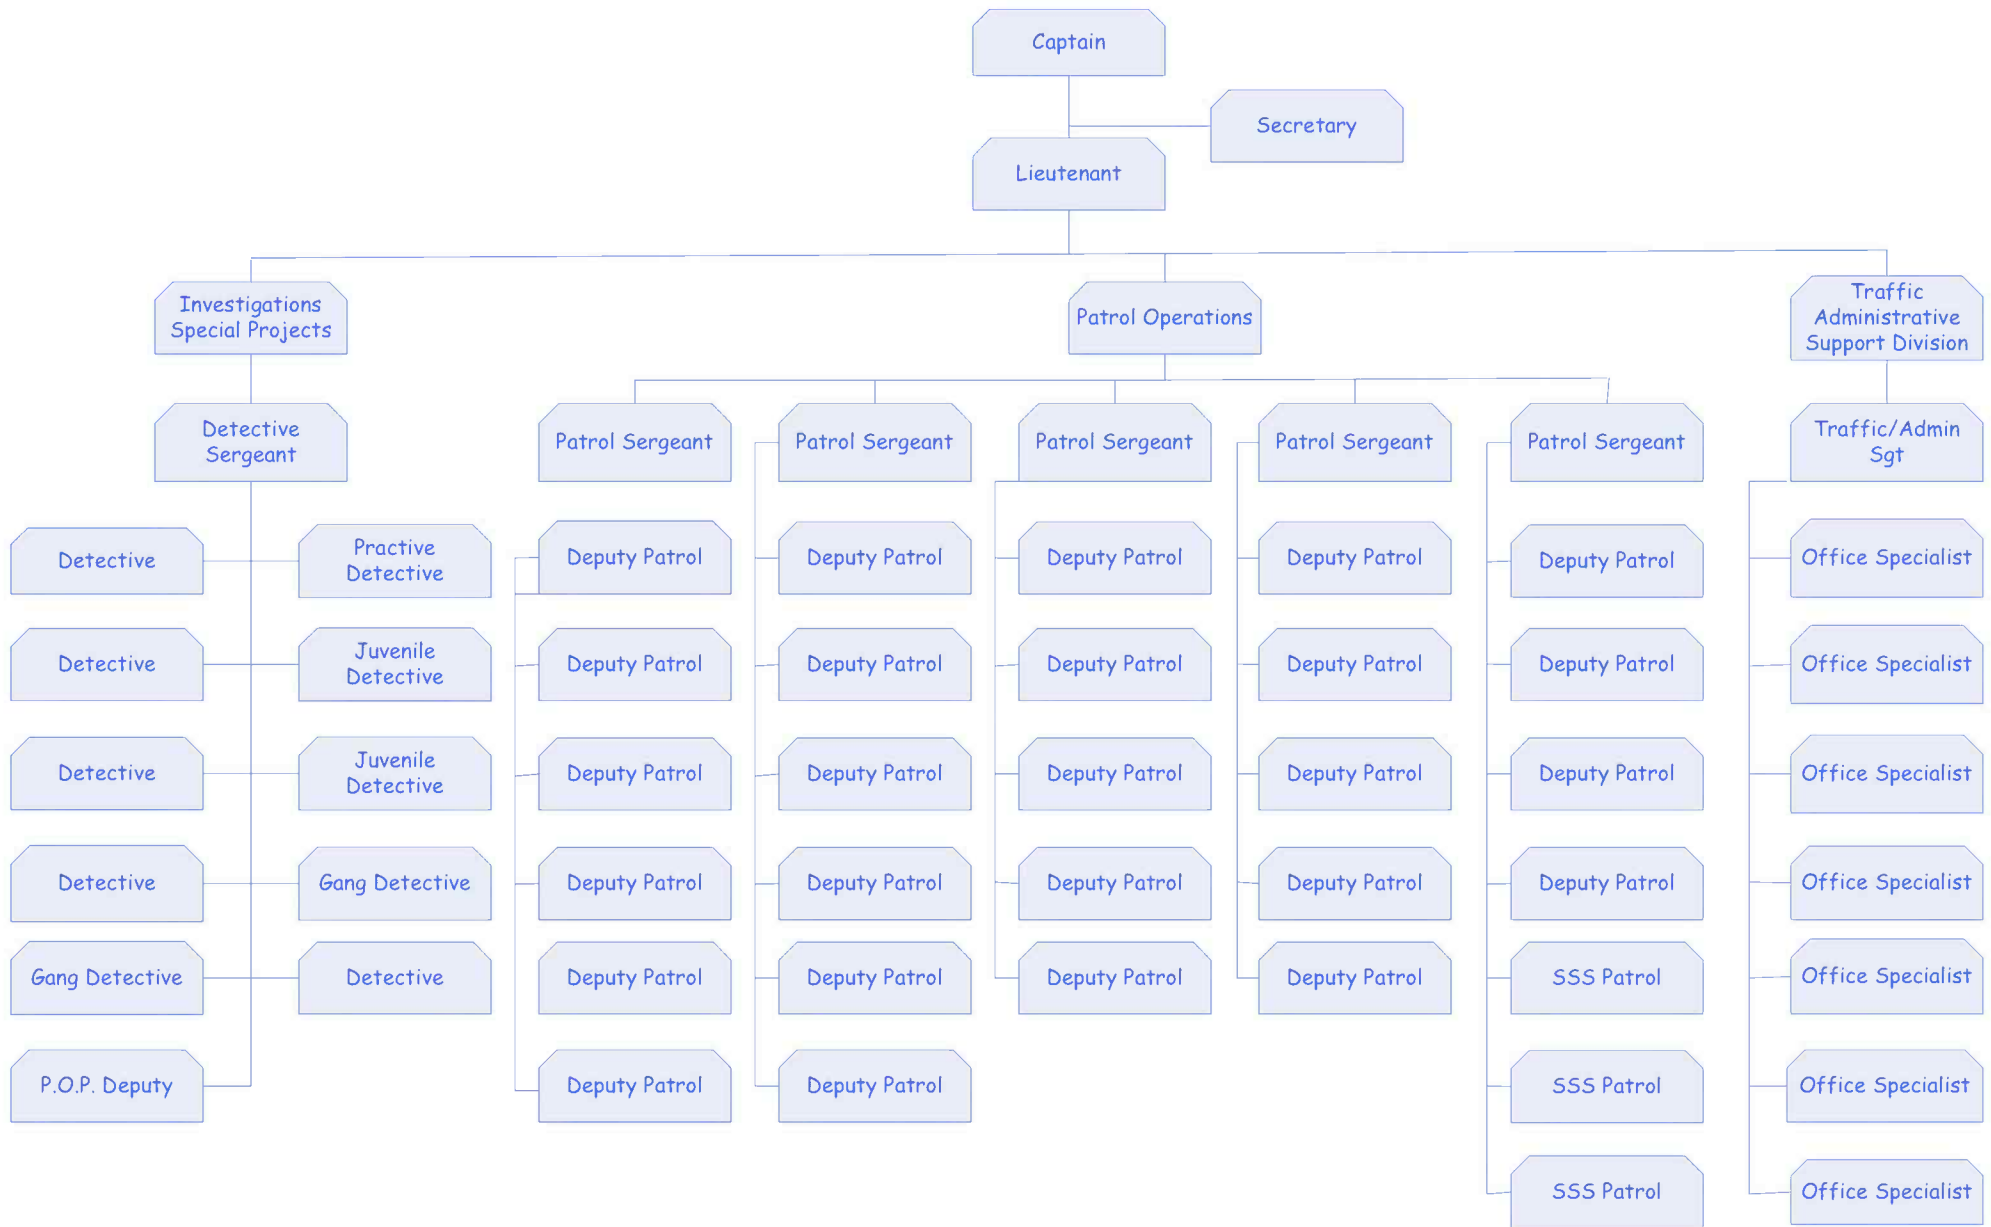 Captain
Secretary
Lieutenant
Investigations
Special Projects
Patrol Operations
Traffic
Administrative
Support Division
Detective
Sergeant
Patrol Sergeant
Patrol Sergeant
Patrol Sergeant
Patrol Sergeant
Patrol Sergeant
Traffic/Admin
Sgt
Detective
Practive
Detective
Deputy Patrol
Deputy Patrol
Deputy Patrol
Deputy Patrol
Deputy Patrol
Office Specialist
Detective
Juvenile
Detective
Deputy Patrol
Deputy Patrol
Deputy Patrol
Deputy Patrol
Deputy Patrol
Office Specialist
Detective
Juvenile
Detective
Deputy Patrol
Deputy Patrol
Deputy Patrol
Deputy Patrol
Deputy Patrol
Office Specialist
Detective
Gang Detective
Deputy Patrol
Deputy Patrol
Deputy Patrol
Deputy Patrol
Deputy Patrol
Office Specialist
Gang Detective
Detective
Deputy Patrol
Deputy Patrol
Deputy Patrol
Deputy Patrol
SSS Patrol
Office Specialist
P.O.P. Deputy
Deputy Patrol
Deputy Patrol
SSS Patrol
Office Specialist
SSS Patrol
Office Specialist